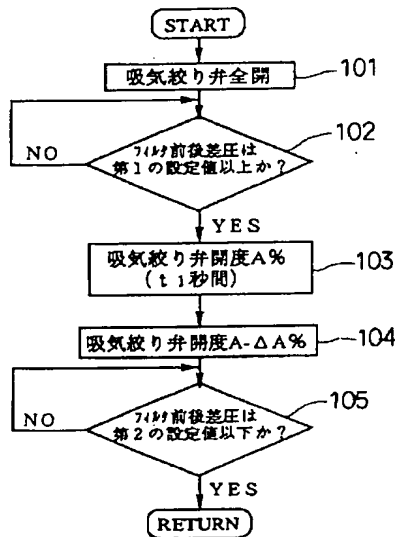 START
吸気絞り弁全開
101
フィルタ前後差圧は
第1の設定値以上か?
102
NO
YES
吸気絞り弁開度A%
(t1秒間)
103
吸気絞り弁開度A-ΔA%
104
フィルタ前後差圧は
第2の設定値以下か?
105
NO
YES
RETURN